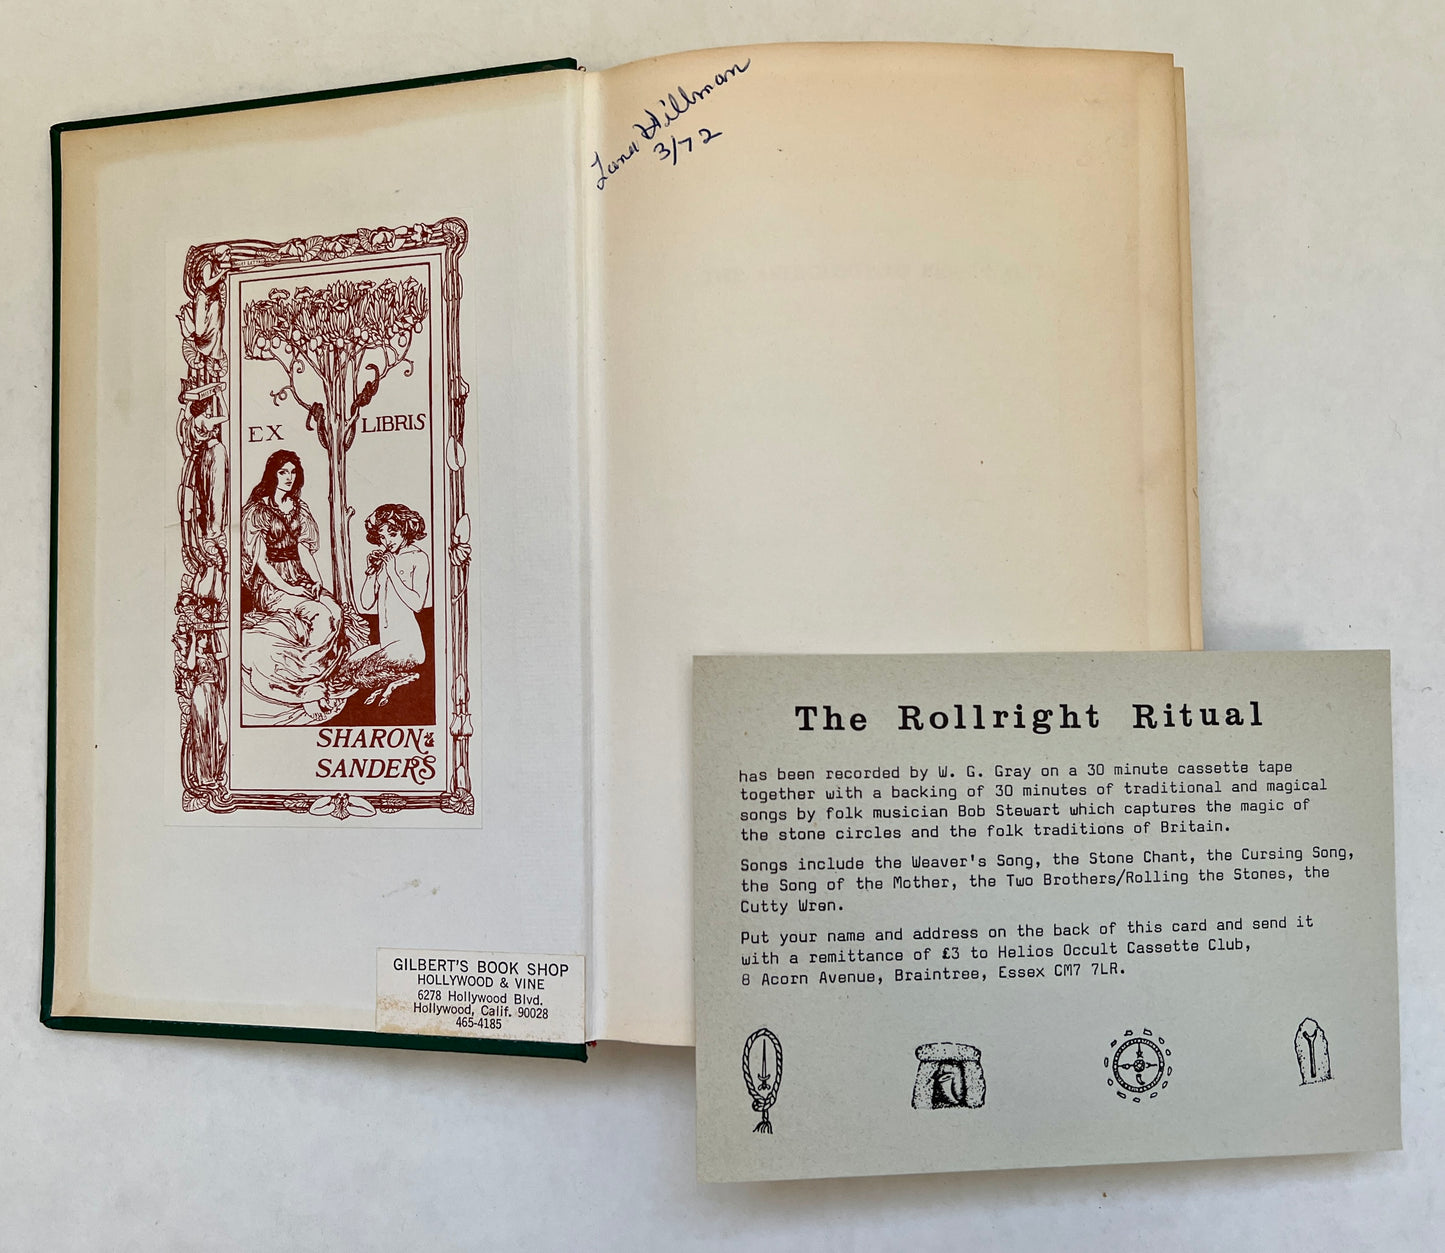 Lana Hillman
3/72
EX LIBRIS
SHARON
SANDERS
GILBERT'S BOOK SHOP
HOLLYWOOD & VINE
6278 Hollywood Blvd.
Hollywood, Calif. 90028
465-4185
The Rollright Ritual
has been recorded by W. G. Gray on a 30 minute cassette tape
together with a backing of 30 minutes of traditional and magical
songs by folk musician Bob Stewart which captures the magic of
the stone circles and the folk traditions of Britain.
Songs include the Weaver's Song, the Stone Chant, the Cursing Song,
the Song of the Mother, the Two Brothers/Rolling the Stones, the
Cutty Wren.
Put your name and address on the back of this card and send it
with a remittance of £3 to Helios Occult Cassette Club,
8 Acorn Avenue, Braintree, Essex CM7 7LR.